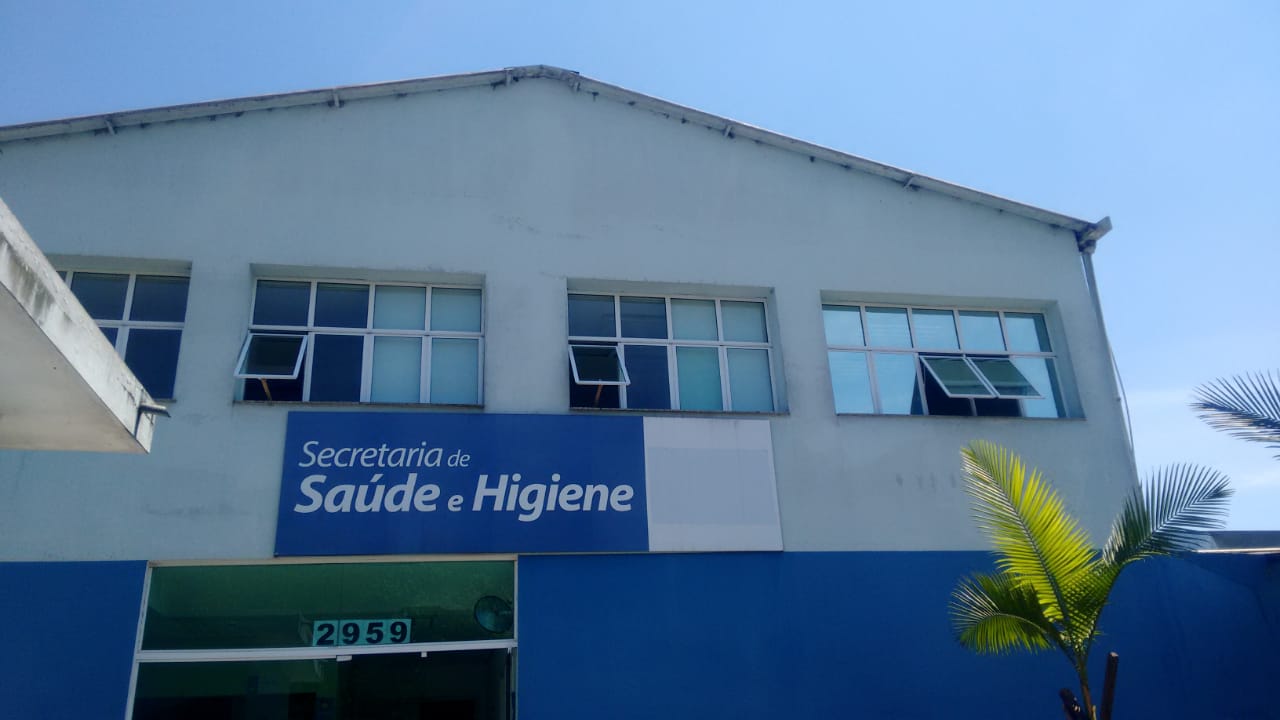 Secretaria de
Saúde e Higiene
2959